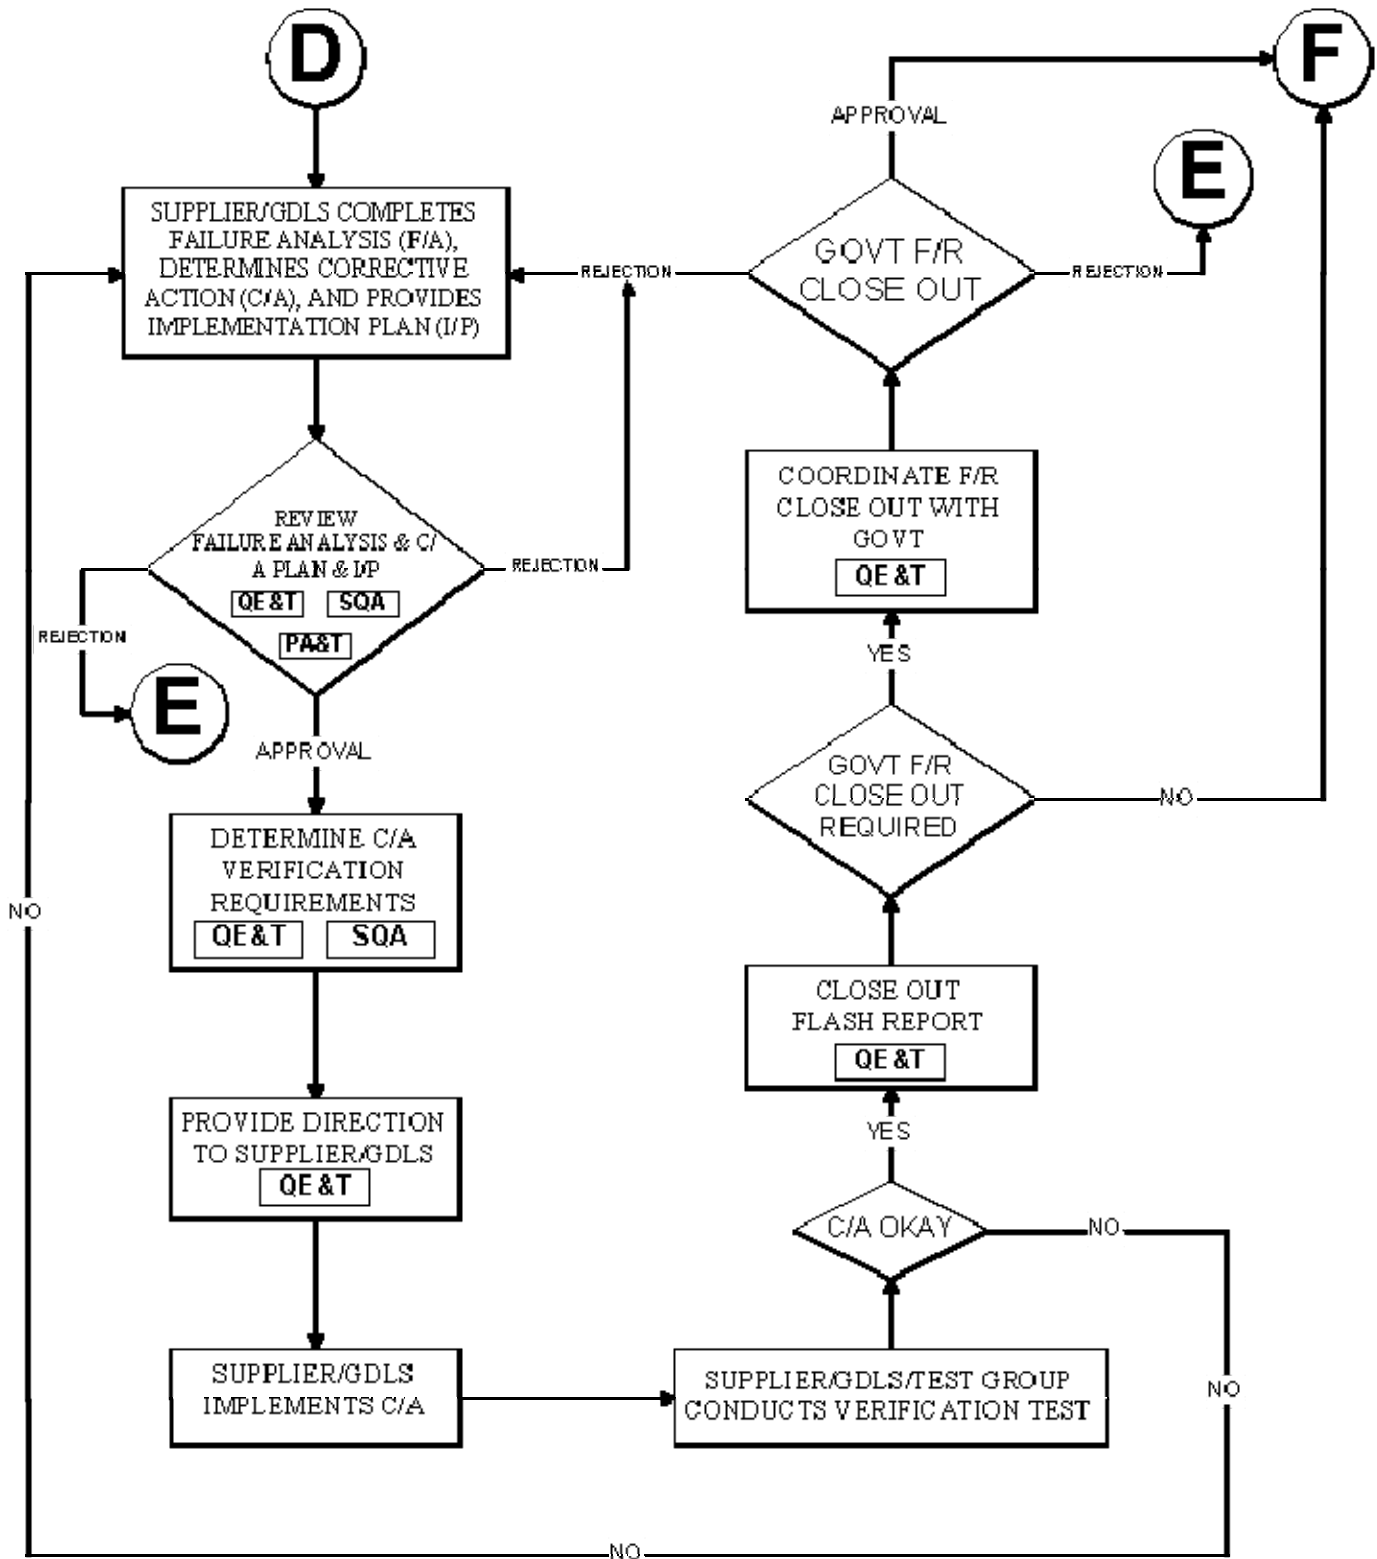 D
SUPPLIER/GDLS COMPLETES
FAILURE ANALYSIS (F/A),
DETERMINES CORRECTIVE
ACTION (C/A), AND PROVIDES
IMPLEMENTATION PLAN (I/P)
REVIEW
FAILURE ANALYSIS & C/
A PLAN & I/P
QE&T SQA
PA&T
REJECTION
REJECTION
E
APPROVAL
DETERMINE C/A
VERIFICATION
REQUIREMENTS
QE&T SQA
PROVIDE DIRECTION
TO SUPPLIER/GDLS
QE&T
SUPPLIER/GDLS
IMPLEMENTS C/A
SUPPLIER/GDLS/TEST GROUP
CONDUCTS VERIFICATION TEST
C/A OKAY
NO
NO
NO
NO
YES
CLOSE OUT
FLASH REPORT
QE&T
GOVT F/R
CLOSE OUT
REQUIRED
NO
YES
COORDINATE F/R
CLOSE OUT WITH
GOVT
QE&T
GOVT F/R
CLOSE OUT
REJECTION
REJECTION
E
APPROVAL
F